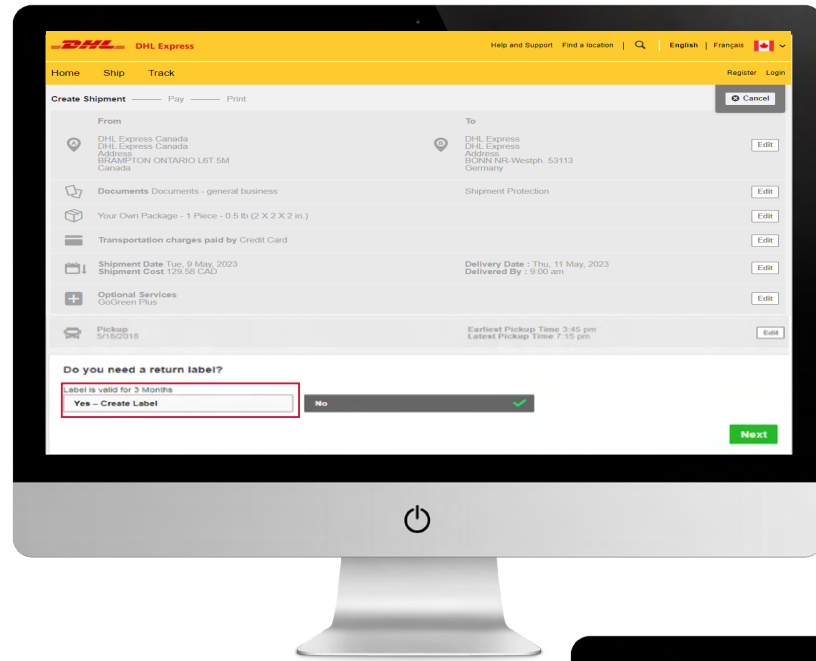 DHL DHL Express
Help and Support Find a location | English | Français
Home Ship Track
Register Login
Create Shipment Pay Print
Cancel
From
To
A
DHL Express Canada
DHL Express Canada
Address
BRAMPTON ONTARIO L6T 5M
Canada
B
DHL Express
DHL Express
Address
BONN NR-Westph. 53113
Germany
Edit
Documents Documents - general business
Shipment Protection
Edit
Your Own Package - 1 Piece - 0.5 lb (2 X 2 X 2 in.)
Edit
Transportation charges paid by Credit Card
Edit
Shipment Date Tue, 9 May, 2023
Shipment Cost 129.58 CAD
Delivery Date : Thu, 11 May, 2023
Delivered By : 9:00 am
Edit
Optional Services
GoGreen Plus
Edit
Pickup
5/16/2018
Earliest Pickup Time 3:45 pm
Latest Pickup Time 7:15 pm
Edit
Do you need a return label?
Label is valid for 3 Months
Yes – Create Label
No
Next